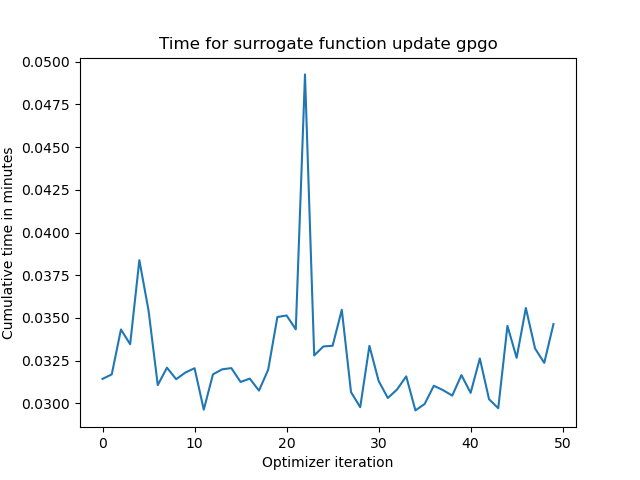 Time for surrogate function update gpgo
Cumulative time in minutes
0.0500
0.0475
0.0450
0.0425
0.0400
0.0375
0.0350
0.0325
0.0300
0 10 20 30 40 50
Optimizer iteration